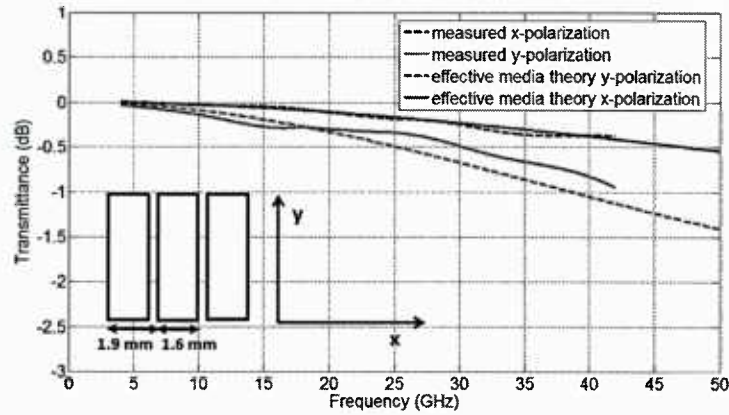 1
0
-0.5
-1
-1.5
-2
-2.5
-3
0
5
10
15
20
25
30
35
40
45
50
Transmittance (dB)
Frequency (GHz)
measured x-polarization
measured y-polarization
effective media theory y-polarization
effective media theory x-polarization
y
x
1.9 mm
1.6 mm